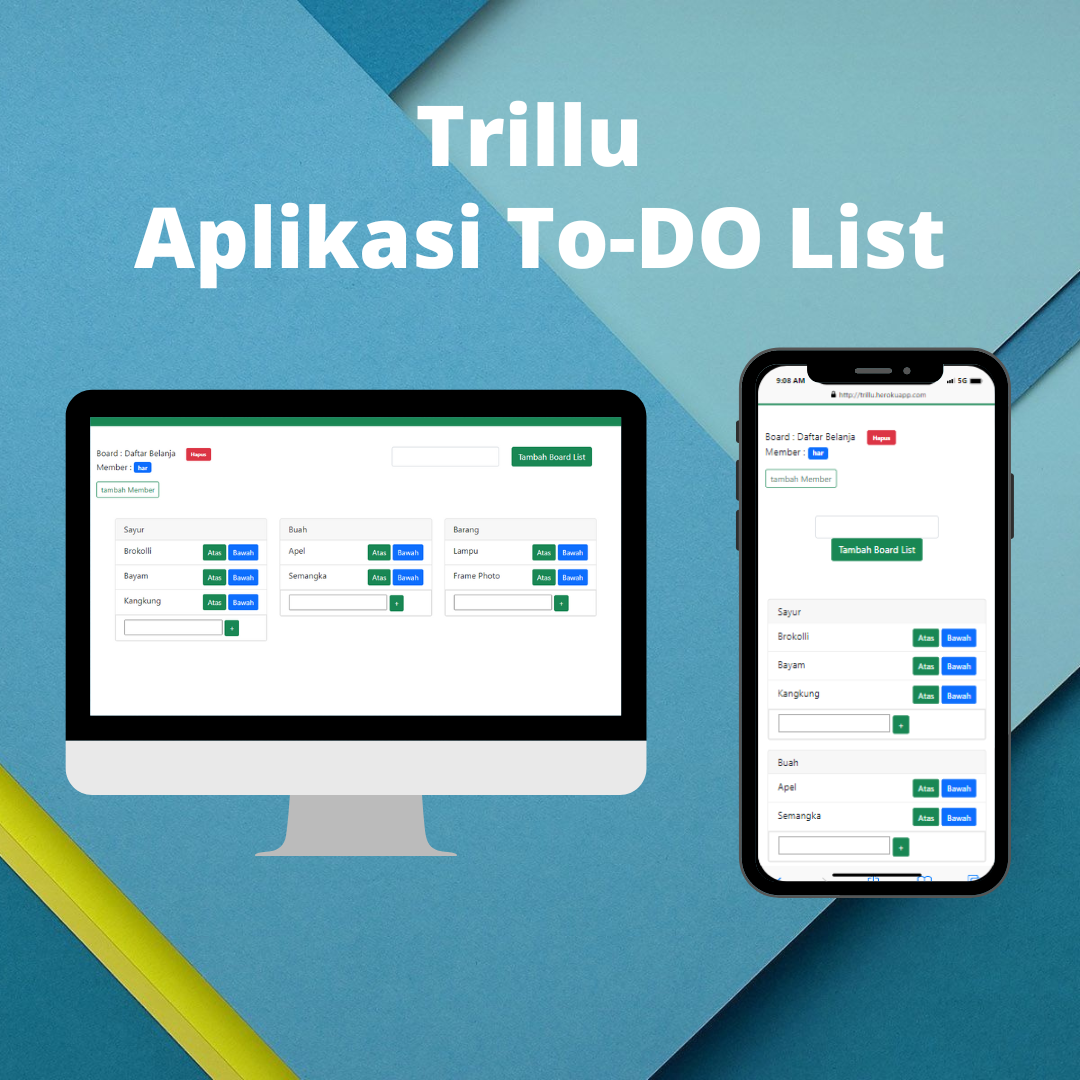 Trillu
Aplikasi To-DO List
Board : Daftar Belanja Hapus
Member : har
tambah Member
Tambah Board List
Sayur
Brokolli Atas Bawah
Bayam Atas Bawah
Kangkung Atas Bawah
+
Buah
Apel Atas Bawah
Semangka Atas Bawah
+
Barang
Lampu Atas Bawah
Frame Photo Atas Bawah
+
9:08 AM 5G
http://trillu.herokuapp.com
Board : Daftar Belanja Hapus
Member : har
tambah Member
Tambah Board List
Sayur
Brokolli Atas Bawah
Bayam Atas Bawah
Kangkung Atas Bawah
+
Buah
Apel Atas Bawah
Semangka Atas Bawah
+